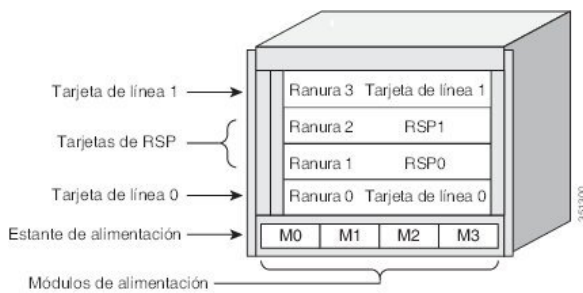 Tarjeta de línea 1
Ranura 3 Tarjeta de línea 1
Tarjetas de RSP
Ranura 2 RSP1
Ranura 1 RSP0
Tarjeta de línea 0
Ranura 0 Tarjeta de línea 0
Estante de alimentación
M0 M1 M2 M3
Módulos de alimentación
351300